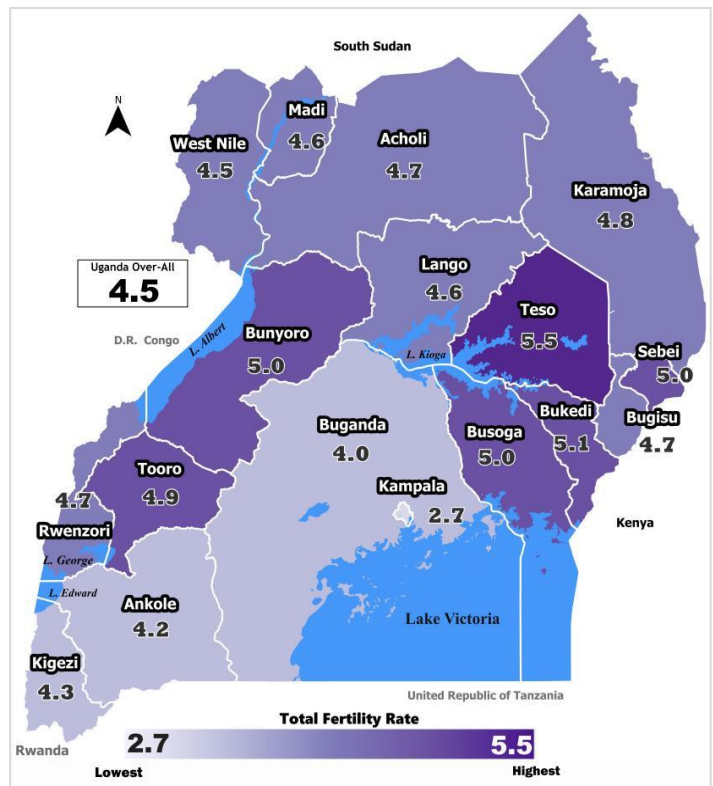 South Sudan
N
Madi
4.6
West Nile
4.5
Acholi
4.7
Karamoja
4.8
Uganda Over-All
4.5
Lango
4.6
Teso
5.5
D.R. Congo
L. Albert
Bunyoro
5.0
L. Kioga
Sebei
5.0
Buganda
4.0
Busoga
5.0
Bukedi
5.1
Bugisu
4.7
Tooro
4.9
Kampala
2.7
4.7
Rwenzori
Kenya
L. George
L. Edward
Ankole
4.2
Lake Victoria
Kigezi
4.3
United Republic of Tanzania
Rwanda
Total Fertility Rate
2.7
5.5
Lowest
Highest